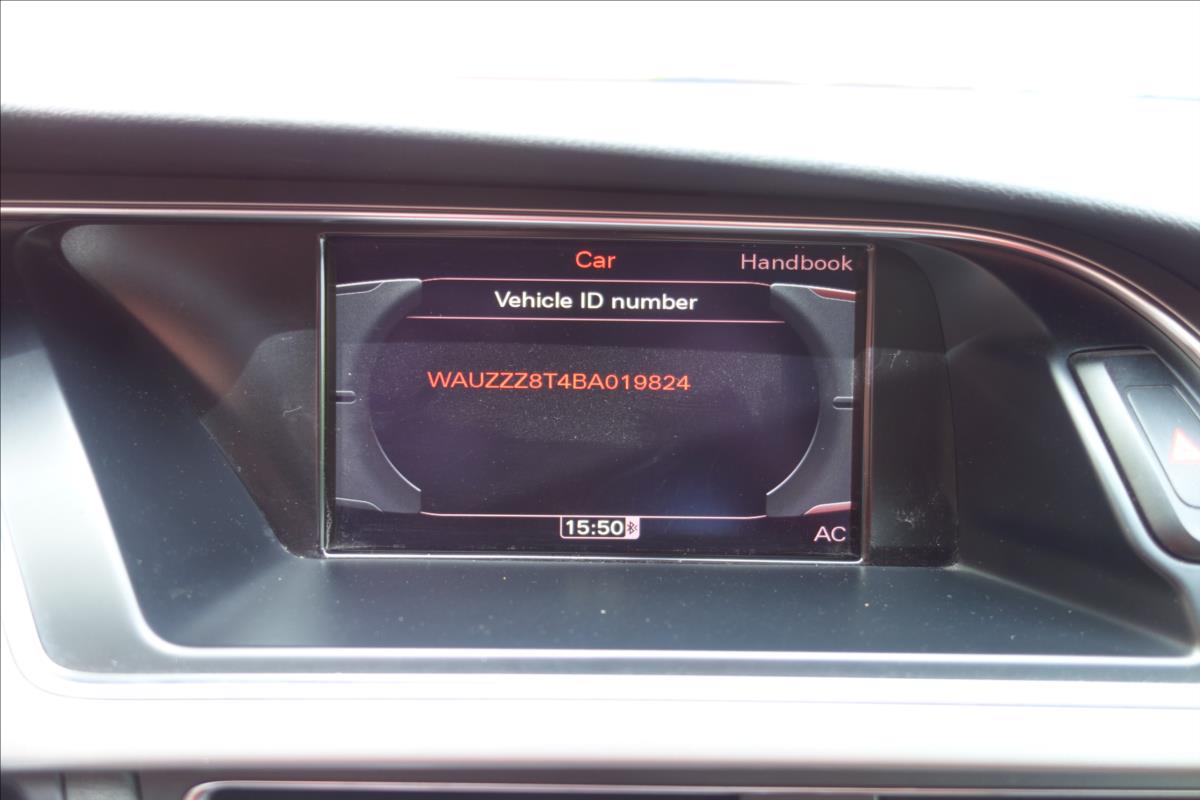 Car
Handbook
Vehicle ID number
WAUZZZ8T4BA019824
15:50
AC